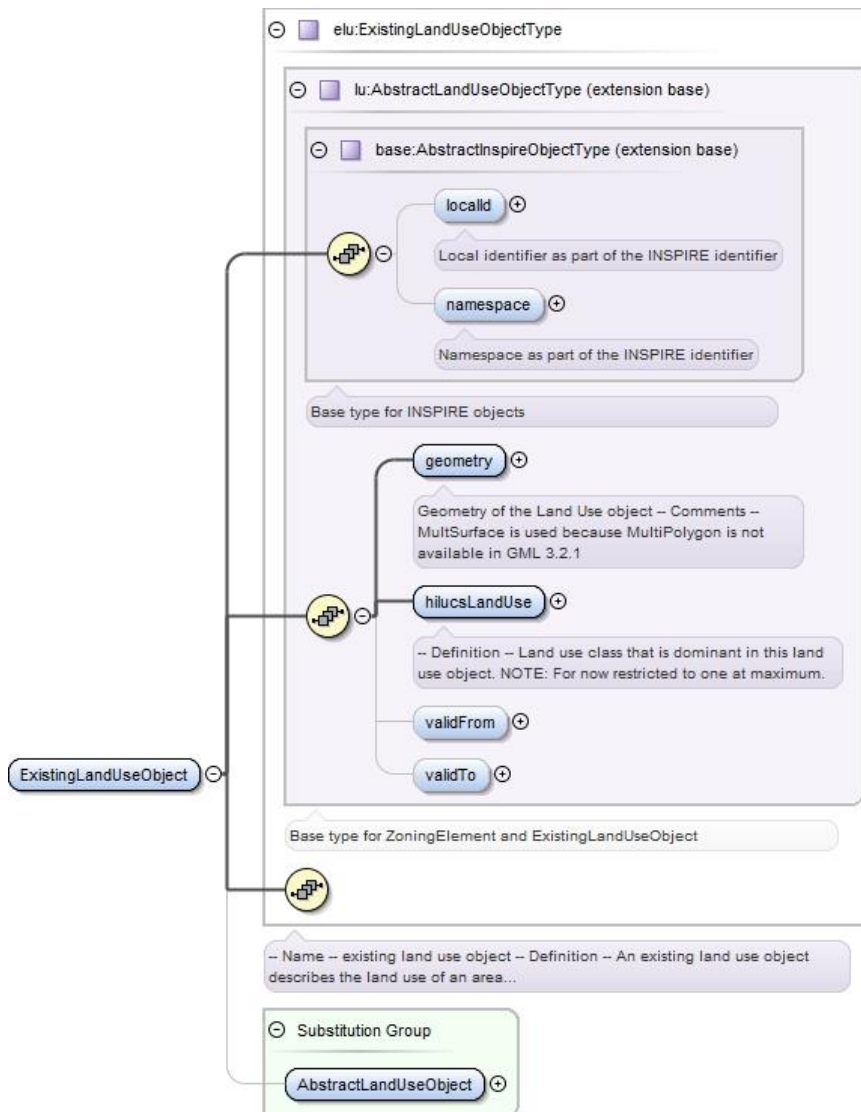 elu:ExistingLandUseObjectType
lu:AbstractLandUseObjectType (extension base)
base:AbstractInspireObjectType (extension base)
localId
Local identifier as part of the INSPIRE identifier
namespace
Namespace as part of the INSPIRE identifier
Base type for INSPIRE objects
geometry
Geometry of the Land Use object -- Comments --
MultSurface is used because MultiPolygon is not
available in GML 3.2.1
hilucsLandUse
-- Definition -- Land use class that is dominant in this land
use object. NOTE: For now restricted to one at maximum.
validFrom
validTo
ExistingLandUseObject
Base type for ZoningElement and ExistingLandUseObject
-- Name -- existing land use object -- Definition -- An existing land use object
describes the land use of an area...
Substitution Group
AbstractLandUseObject